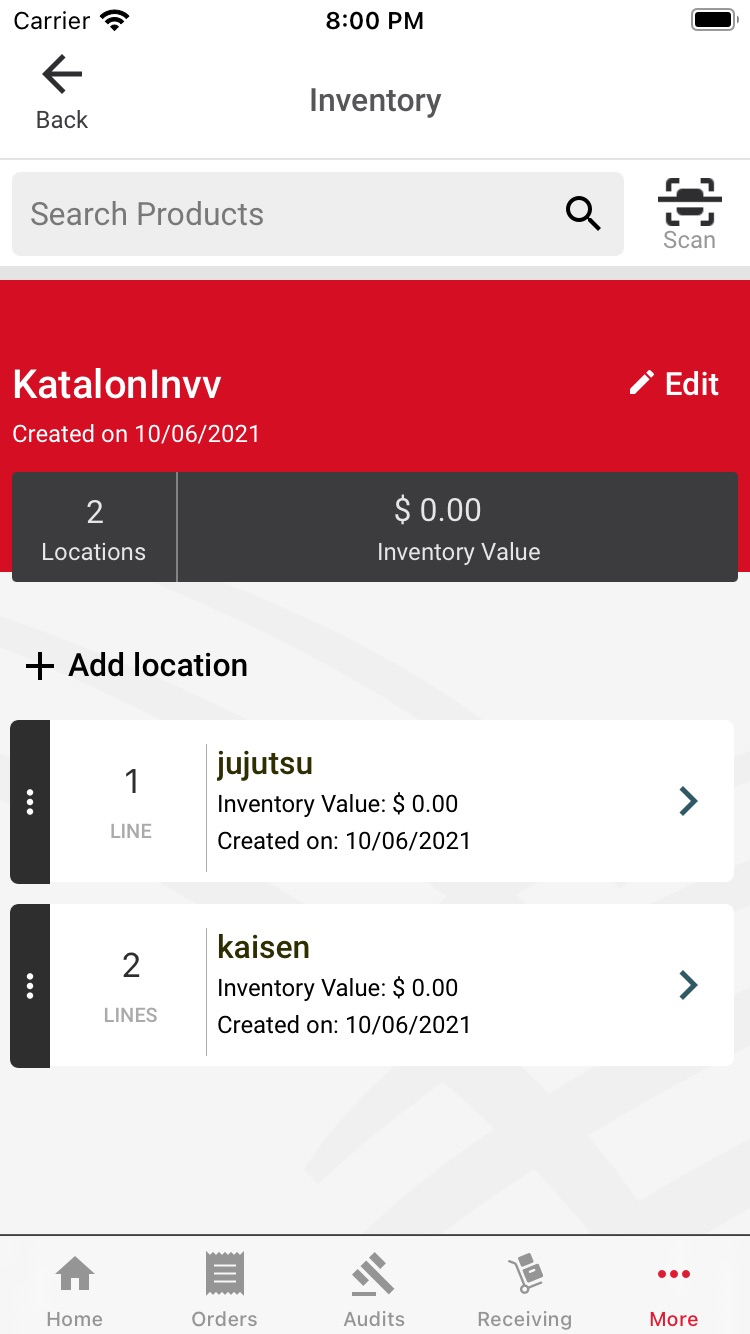 Carrier 8:00 PM
Back
Inventory
Search Products
Scan
KatalonInvv
Edit
Created on 10/06/2021
2
Locations
$ 0.00
Inventory Value
Add location
1
LINE
jujutsu
Inventory Value: $ 0.00
Created on: 10/06/2021
2
LINES
kaisen
Inventory Value: $ 0.00
Created on: 10/06/2021
Home Orders Audits Receiving More